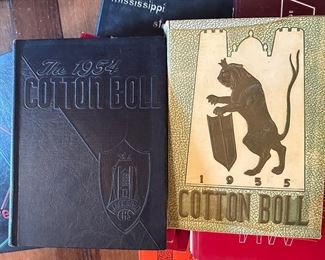 Mississippi
The 1954
COTTON BOLL
1955
COTTON BOLL